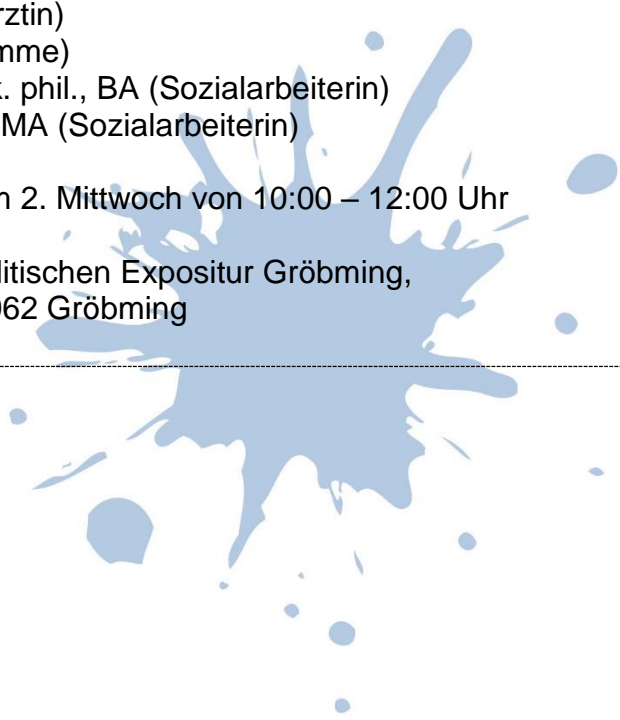 rztin)
mme)
k. phil., BA (Sozialarbeiterin)
MA (Sozialarbeiterin)
2. Mittwoch von 10:00 – 12:00 Uhr
litischen Expositur Gröbming,
962 Gröbming